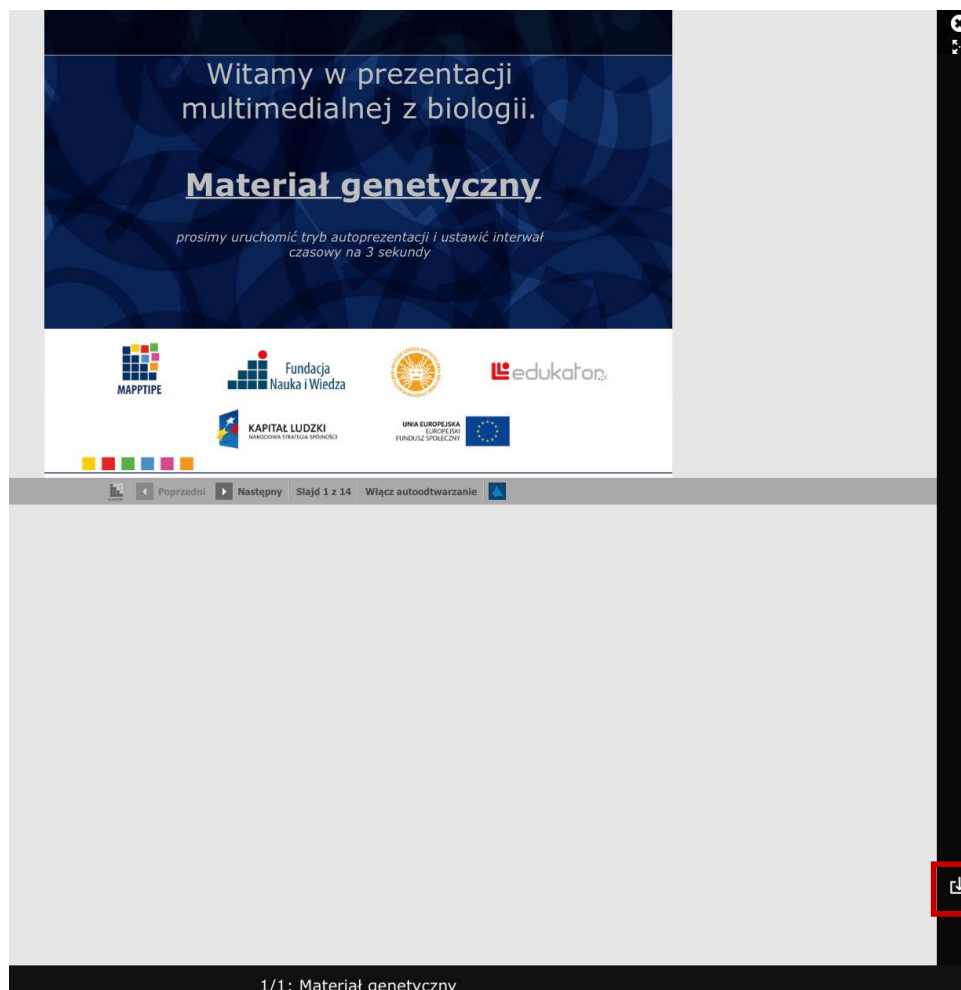 Witamy w prezentacji
multimedialnej z biologii.
Materiał genetyczny
prosimy uruchomić tryb autoprezentacji i ustawić interwał
czasowy na 3 sekundy
MAPPTIPE
Fundacja
Nauka i Wiedza
edukator.pl
KAPITAŁ LUDZKI
NARODOWA STRATEGIA SPÓJNOŚCI
UNIA EUROPEJSKA
EUROPEJSKI
FUNDUSZ SPOŁECZNY
Poprzedni Następny Slajd 1 z 14 Włącz autoodtwarzanie
1/1: Materiał genetyczny